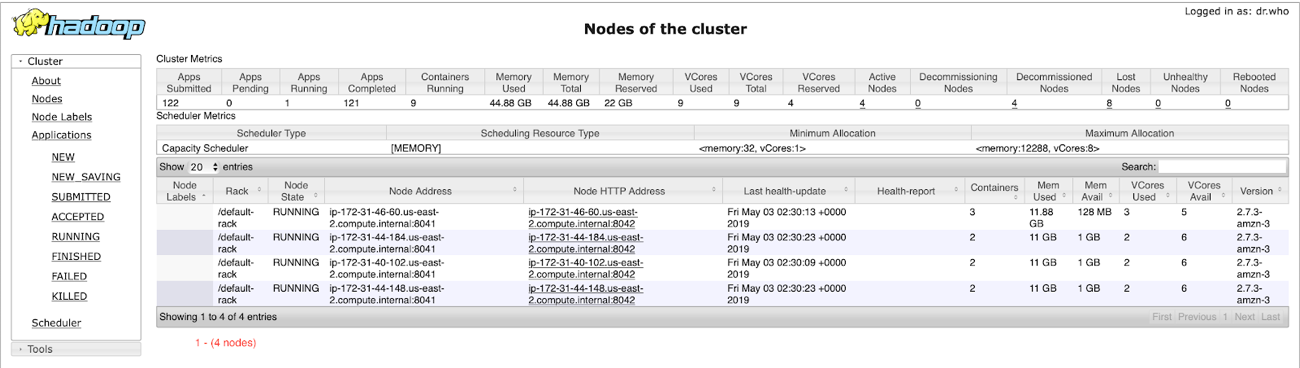 Logged in as: dr.who
hadoop
Nodes of the cluster
Cluster
About
Nodes
Node Labels
Applications
NEW
NEW_SAVING
SUBMITTED
ACCEPTED
RUNNING
FINISHED
FAILED
KILLED
Scheduler
Tools
Cluster Metrics
Apps Submitted Apps Pending Apps Running Apps Completed Containers Running Memory Used Memory Total Memory Reserved VCores Used VCores Total VCores Reserved Active Nodes Decommissioning Nodes Decommissioned Nodes Lost Nodes Unhealthy Nodes Rebooted Nodes
122 0 1 121 9 44.88 GB 44.88 GB 22 GB 9 9 4 4 0 4 8 0 0
Scheduler Metrics
Scheduler Type Scheduling Resource Type Minimum Allocation Maximum Allocation
Capacity Scheduler [MEMORY] <memory:32, vCores:1> <memory:12288, vCores:8>
Show 20 entries Search:
Node Labels Rack Node State Node Address Node HTTP Address Last health-update Health-report Containers Mem Used Mem Avail VCores Used VCores Avail Version
/default-rack RUNNING ip-172-31-46-60.us-east-2.compute.internal:8041 ip-172-31-46-60.us-east-2.compute.internal:8042 Fri May 03 02:30:13 +0000 2019 3 11.88 GB 128 MB 3 5 2.7.3-amzn-3
/default-rack RUNNING ip-172-31-44-184.us-east-2.compute.internal:8041 ip-172-31-44-184.us-east-2.compute.internal:8042 Fri May 03 02:30:23 +0000 2019 2 11 GB 1 GB 2 6 2.7.3-amzn-3
/default-rack RUNNING ip-172-31-40-102.us-east-2.compute.internal:8041 ip-172-31-40-102.us-east-2.compute.internal:8042 Fri May 03 02:30:09 +0000 2019 2 11 GB 1 GB 2 6 2.7.3-amzn-3
/default-rack RUNNING ip-172-31-44-148.us-east-2.compute.internal:8041 ip-172-31-44-148.us-east-2.compute.internal:8042 Fri May 03 02:30:23 +0000 2019 2 11 GB 1 GB 2 6 2.7.3-amzn-3
Showing 1 to 4 of 4 entries First Previous 1 Next Last
1 - (4 nodes)